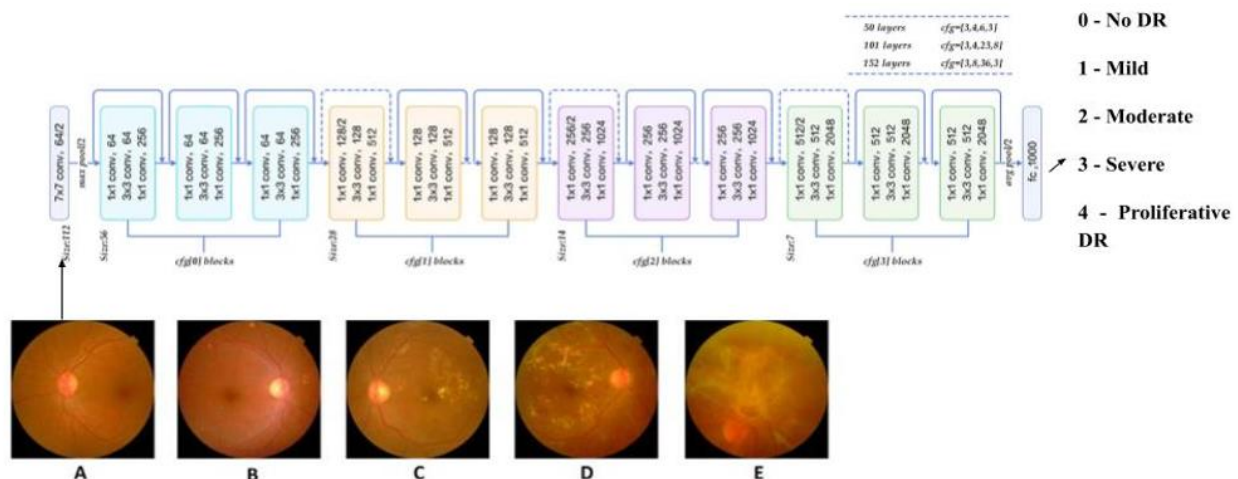 50 layers cfg=[3,4,6,3]
101 layers cfg=[3,4,23,8]
152 layers cfg=[3,8,36,3]
0 - No DR
1 - Mild
2 - Moderate
3 - Severe
4 - Proliferative
DR
7x7 conv, 64/2
max pool/2
1x1 conv, 64
3x3 conv, 64
1x1 conv, 256
1x1 conv, 64
3x3 conv, 64
1x1 conv, 256
1x1 conv, 64
3x3 conv, 64
1x1 conv, 256
1x1 conv, 128/2
3x3 conv, 128
1x1 conv, 512
1x1 conv, 128
3x3 conv, 128
1x1 conv, 512
1x1 conv, 128
3x3 conv, 128
1x1 conv, 512
1x1 conv, 256/2
3x3 conv, 256
1x1 conv, 1024
1x1 conv, 256
3x3 conv, 256
1x1 conv, 1024
1x1 conv, 256
3x3 conv, 256
1x1 conv, 1024
1x1 conv, 512/2
3x3 conv, 512
1x1 conv, 2048
1x1 conv, 512
3x3 conv, 512
1x1 conv, 2048
1x1 conv, 512
3x3 conv, 512
1x1 conv, 2048
avg pool/2
fc ,1000
Size:112
Size:56
cfg[0] blocks
Size:28
cfg[1] blocks
Size:14
cfg[2] blocks
Size:7
cfg[3] blocks
A
B
C
D
E